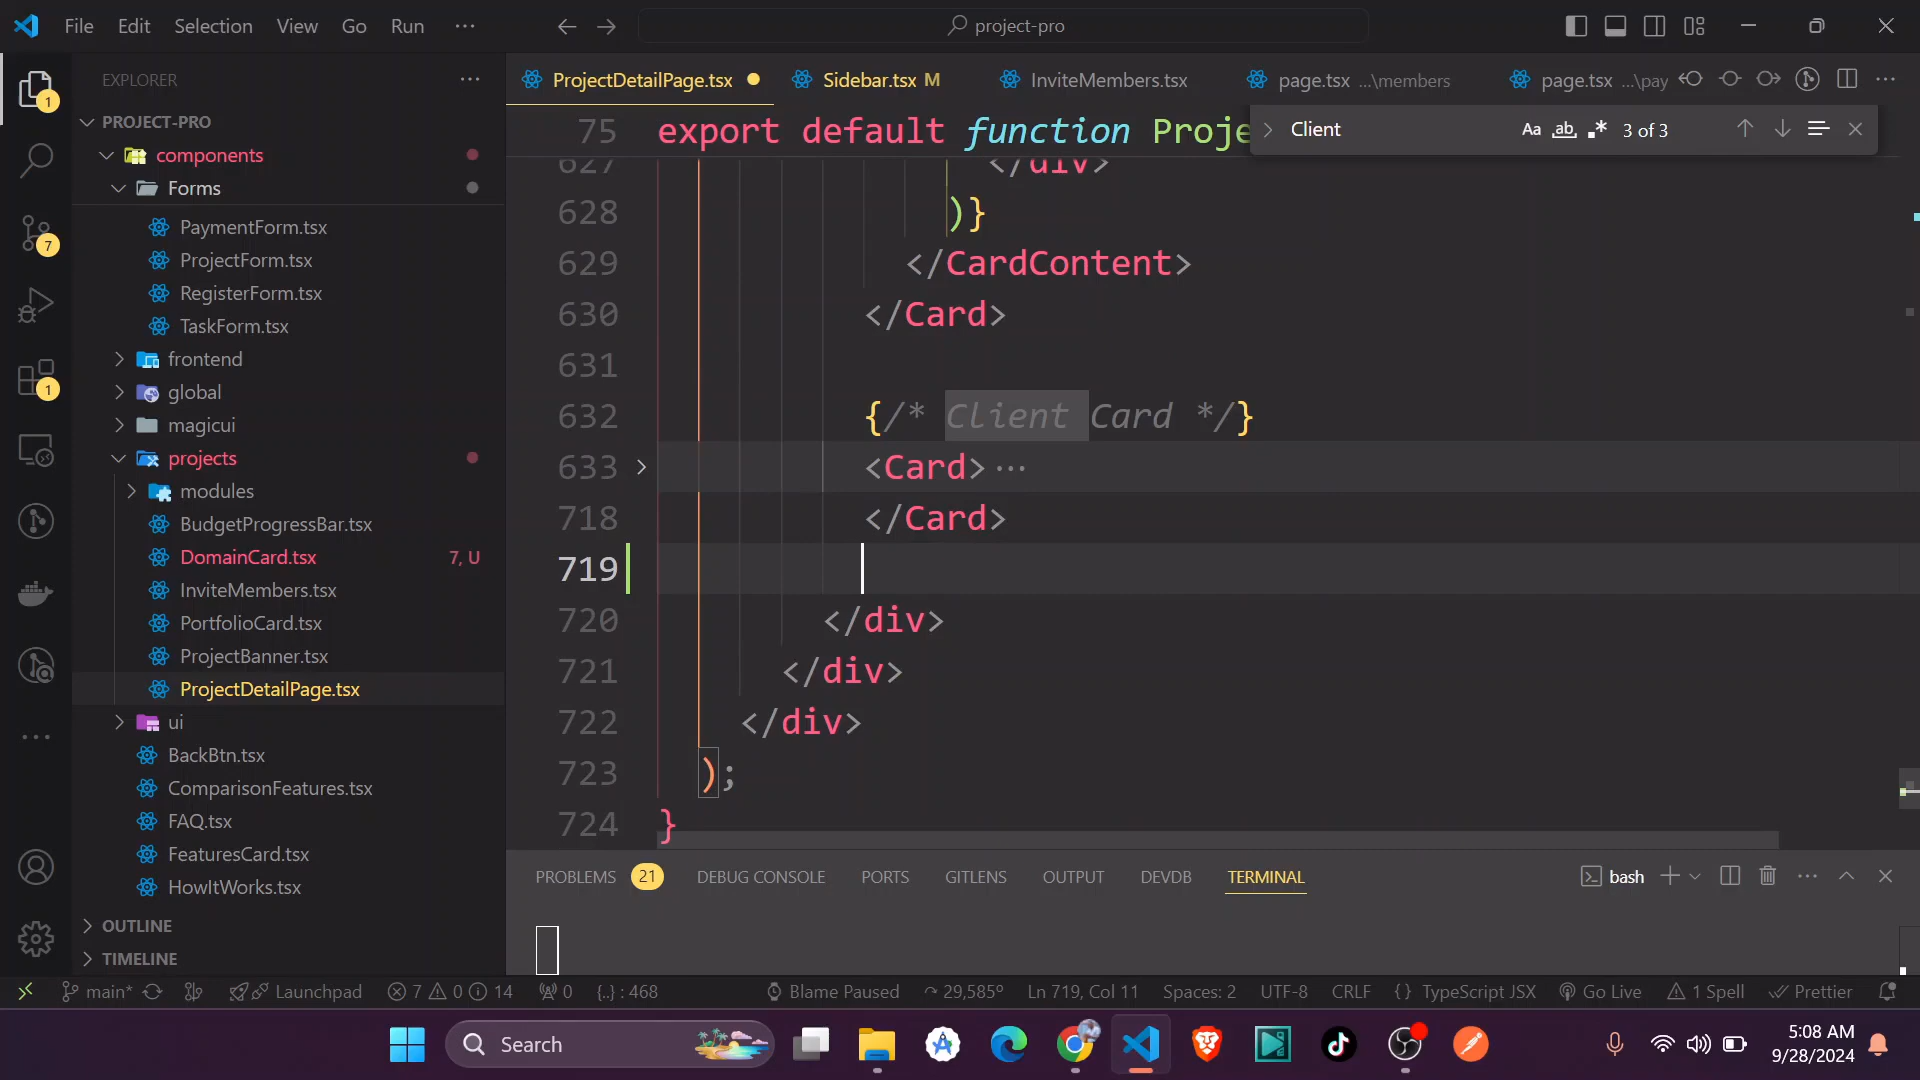 File Edit Selection View Go Run ··· project-pro
EXPLORER ···
PROJECT-PRO
components
Forms
PaymentForm.tsx
ProjectForm.tsx
RegisterForm.tsx
TaskForm.tsx
frontend
global
magicui
projects
modules
BudgetProgressBar.tsx
DomainCard.tsx 7, U
InviteMembers.tsx
PortfolioCard.tsx
ProjectBanner.tsx
ProjectDetailPage.tsx
ui
BackBtn.tsx
ComparisonFeatures.tsx
FAQ.tsx
FeaturesCard.tsx
HowItWorks.tsx
OUTLINE
TIMELINE
1
7
1
ProjectDetailPage.tsx Sidebar.tsx M InviteMembers.tsx page.tsx ...\members page.tsx ...\pay
Client Aa ab .* 3 of 3
75 export default function Proje
627 </div>
628 )}
629 </CardContent>
630 </Card>
631
632 {/* Client Card */}
633 <Card>···
718 </Card>
719
720 </div>
721 </div>
722 </div>
723 );
724 }
PROBLEMS 21 DEBUG CONSOLE PORTS GITLENS OUTPUT DEVDB TERMINAL bash
main* Launchpad 7 0 14 0 {..} : 468 Blame Paused 29,585º Ln 719, Col 11 Spaces: 2 UTF-8 CRLF {} TypeScript JSX Go Live 1 Spell Prettier
Search
5:08 AM
9/28/2024